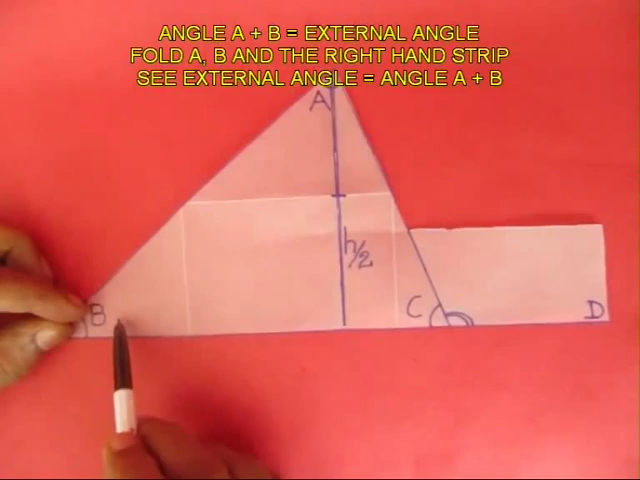 ANGLE A + B = EXTERNAL ANGLE
FOLD A, B AND THE RIGHT HAND STRIP
SEE EXTERNAL ANGLE = ANGLE A + B
A
h/2
B
C
D